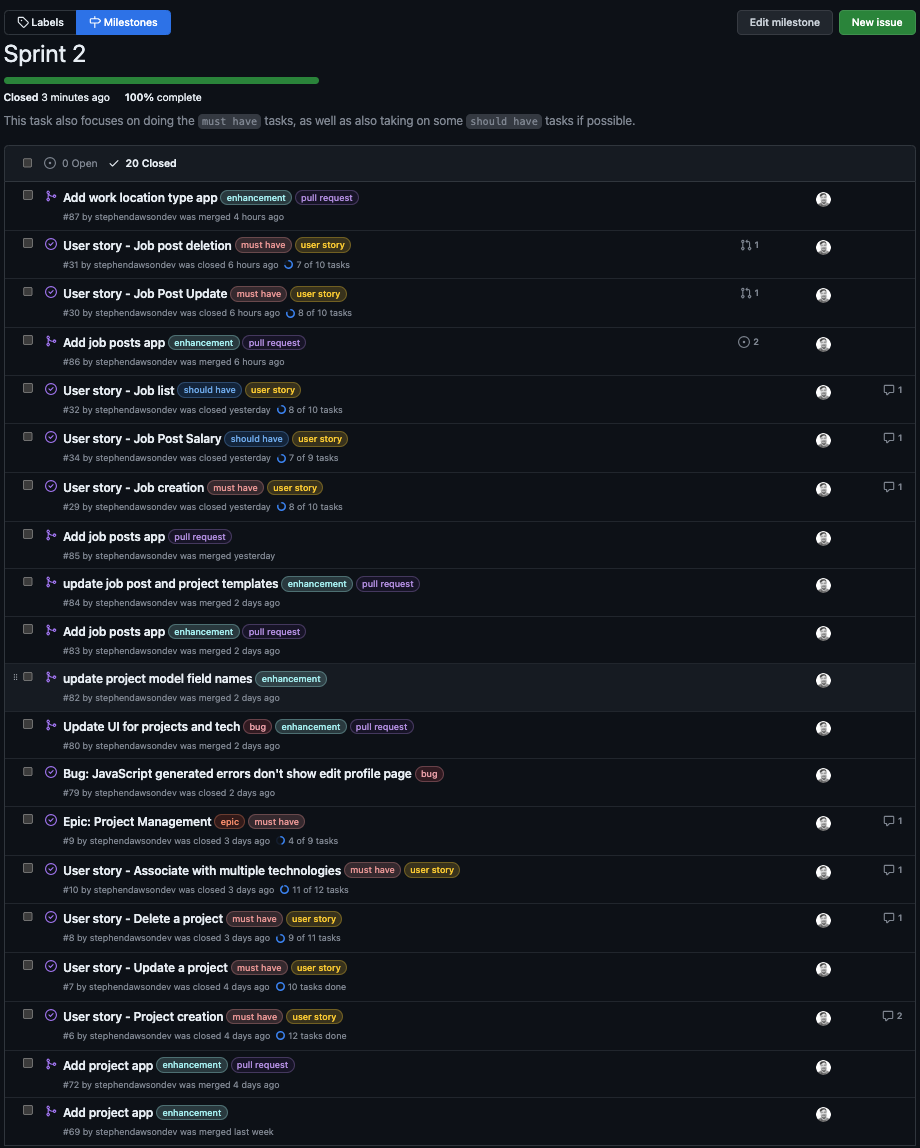 Labels Milestones Edit milestone New issue
Sprint 2
Closed 3 minutes ago 100% complete
This task also focuses on doing the must have tasks, as well as also taking on some should have tasks if possible.
0 Open 20 Closed
Add work location type app enhancement pull request
#87 by stephendawsondev was merged 4 hours ago
User story - Job post deletion must have user story 1
#31 by stephendawsondev was closed 6 hours ago 7 of 10 tasks
User story - Job Post Update must have user story 1
#30 by stephendawsondev was closed 6 hours ago 8 of 10 tasks
Add job posts app enhancement pull request 2
#86 by stephendawsondev was merged 6 hours ago
User story - Job list should have user story 1
#32 by stephendawsondev was closed yesterday 8 of 10 tasks
User story - Job Post Salary should have user story 1
#34 by stephendawsondev was closed yesterday 7 of 9 tasks
User story - Job creation must have user story 1
#29 by stephendawsondev was closed yesterday 8 of 10 tasks
Add job posts app pull request
#85 by stephendawsondev was merged yesterday
update job post and project templates enhancement pull request
#84 by stephendawsondev was merged 2 days ago
Add job posts app enhancement pull request
#83 by stephendawsondev was merged 2 days ago
update project model field names enhancement
#82 by stephendawsondev was merged 2 days ago
Update UI for projects and tech bug enhancement pull request
#80 by stephendawsondev was merged 2 days ago
Bug: JavaScript generated errors don't show edit profile page bug
#79 by stephendawsondev was closed 2 days ago
Epic: Project Management epic must have 1
#9 by stephendawsondev was closed 3 days ago 4 of 9 tasks
User story - Associate with multiple technologies must have user story 1
#10 by stephendawsondev was closed 3 days ago 11 of 12 tasks
User story - Delete a project must have user story 1
#8 by stephendawsondev was closed 3 days ago 9 of 11 tasks
User story - Update a project must have user story
#7 by stephendawsondev was closed 4 days ago 10 tasks done
User story - Project creation must have user story 2
#6 by stephendawsondev was closed 4 days ago 12 tasks done
Add project app enhancement pull request
#72 by stephendawsondev was merged 4 days ago
Add project app enhancement
#69 by stephendawsondev was merged last week